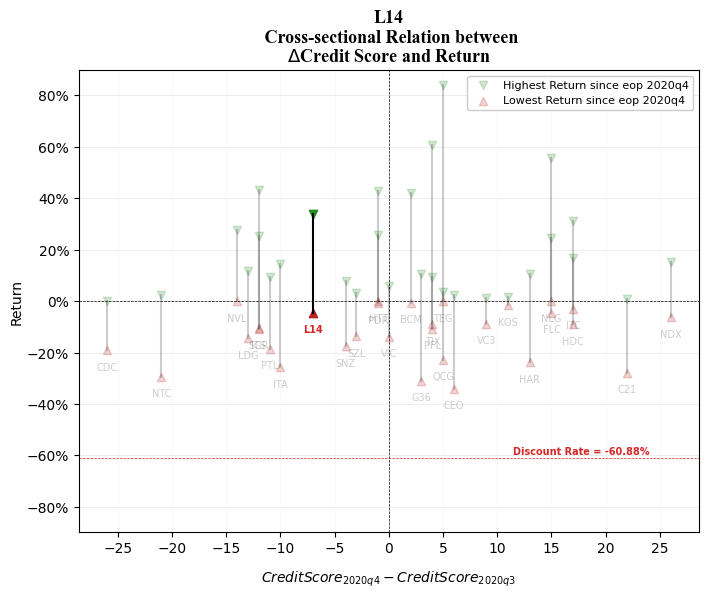 L14
Cross-sectional Relation between
ΔCredit Score and Return
Highest Return since eop 2020q4
Lowest Return since eop 2020q4
80%
60%
40%
20%
0%
−20%
−40%
−60%
−80%
Return
NVL
L14
LDG
PTL
CDC
NTC
ITA
SNZ
SZL
VIC
BCM
TEG
G36
QCG
CEO
VC3
KOS
HAR
NLG
FLC
HDC
C21
NDX
Discount Rate = -60.88%
−25
−20
−15
−10
−5
0
5
10
15
20
25
CreditScore2020q4 − CreditScore2020q3